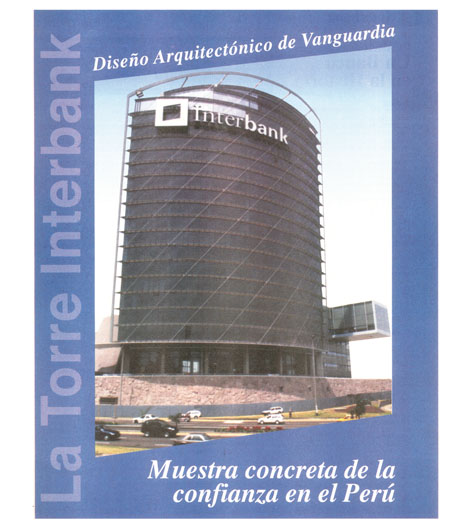 Diseño Arquitectónico de Vanguardia
La Torre Interbank
Interbank
Muestra concreta de la
confianza en el Perú